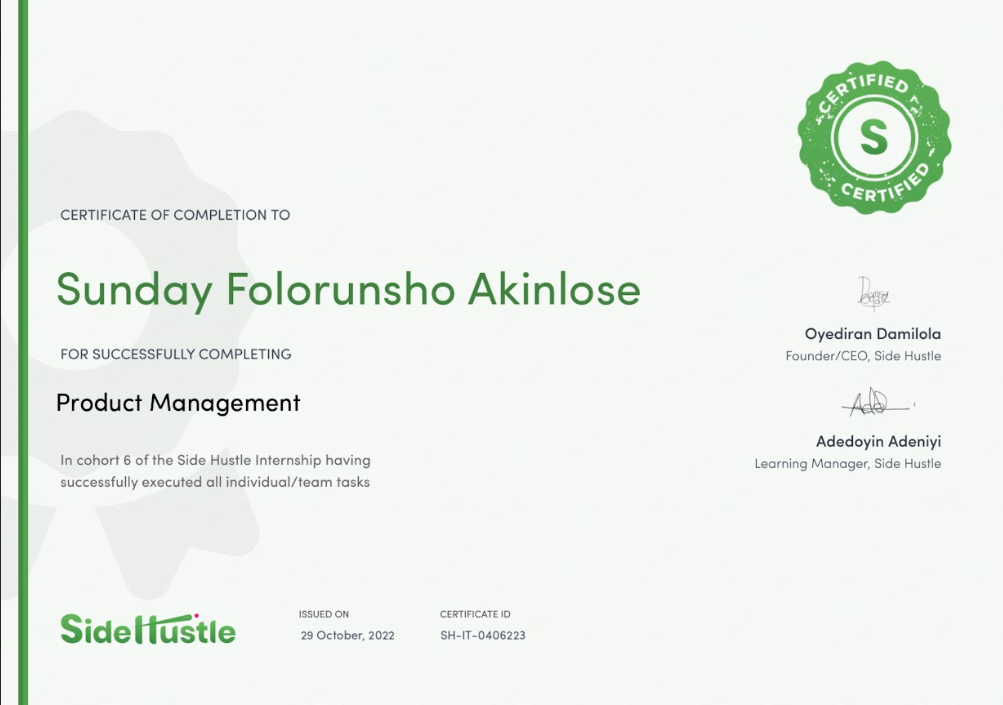 CERTIFIED
S
CERTIFIED
CERTIFICATE OF COMPLETION TO
Sunday Folorunsho Akinlose
FOR SUCCESSFULLY COMPLETING
Product Management
In cohort 6 of the Side Hustle Internship having
successfully executed all individual/team tasks
Oyediran Damilola
Founder/CEO, Side Hustle
Adedoyin Adeniyi
Learning Manager, Side Hustle
SideHustle
ISSUED ON
29 October, 2022
CERTIFICATE ID
SH-IT-0406223